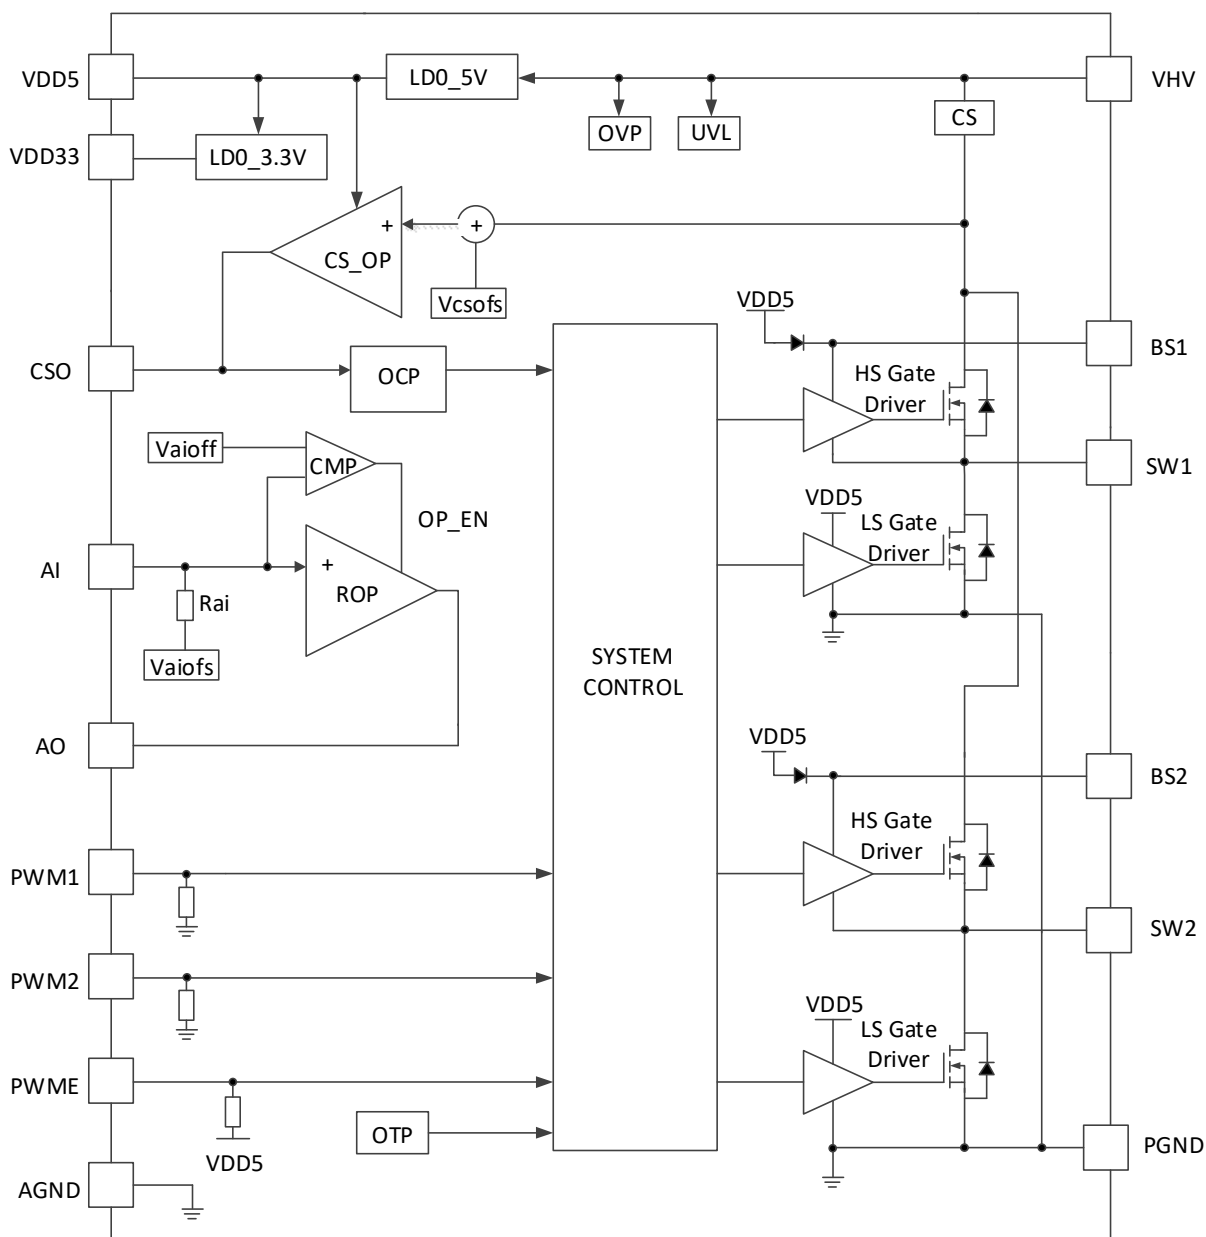 VDD5
LD0_5V
VHV
OVP
UVL
CS
VDD33
LD0_3.3V
+
+
CS_OP
Vcsofs
VDD5
BS1
CSO
OCP
HS Gate
Driver
Vaioff
CMP
SW1
OP_EN
VDD5
LS Gate
Driver
AI
+
ROP
Rai
Vaiofs
SYSTEM
CONTROL
AO
VDD5
BS2
HS Gate
Driver
PWM1
SW2
PWM2
VDD5
LS Gate
Driver
PWME
OTP
VDD5
PGND
AGND